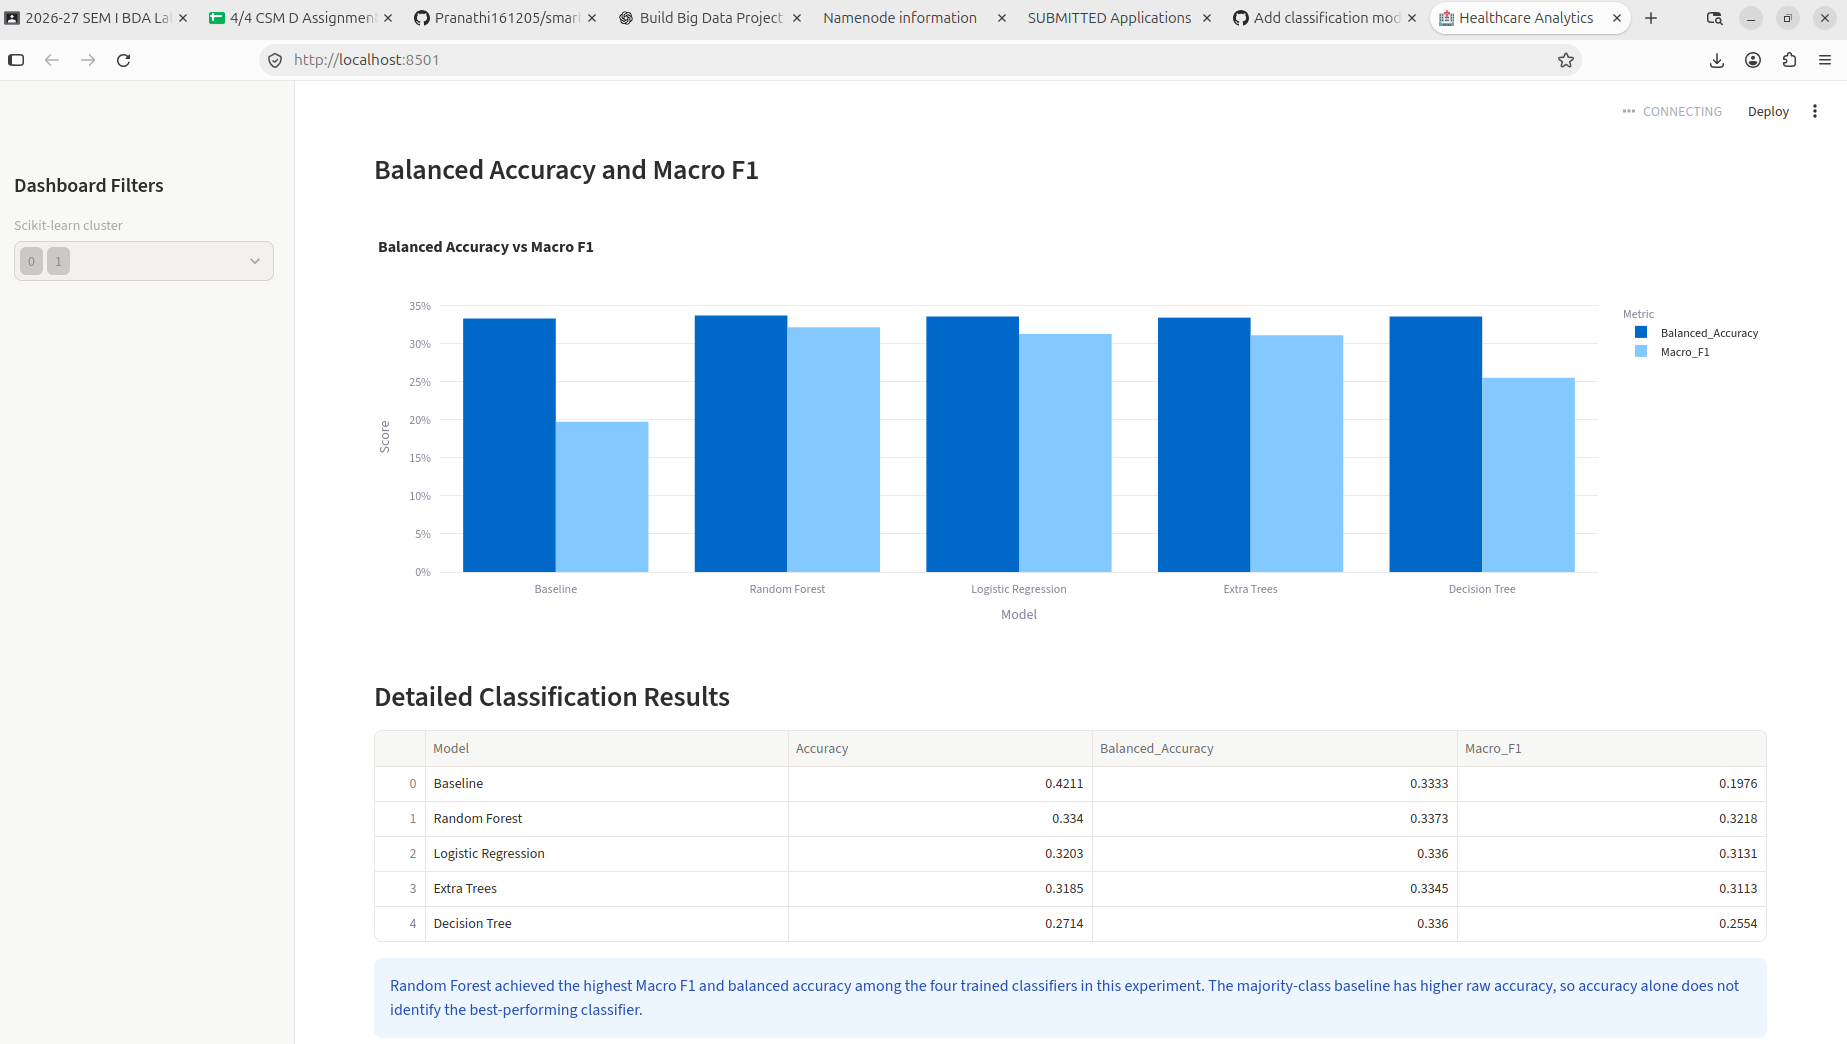 2026-27 SEM I BDA La
4/4 CSM D Assignment
Pranathi161205/smar
Build Big Data Project
Namenode information
SUBMITTED Applications
Add classification mod
Healthcare Analytics
http://localhost:8501
CONNECTING
Deploy
Dashboard Filters
Scikit-learn cluster
0 1
Balanced Accuracy and Macro F1
Balanced Accuracy vs Macro F1
35%
30%
25%
20%
15%
10%
5%
0%
Score
Baseline
Random Forest
Logistic Regression
Extra Trees
Decision Tree
Model
Metric
Balanced_Accuracy
Macro_F1
Detailed Classification Results
Model Accuracy Balanced_Accuracy Macro_F1
0 Baseline 0.4211 0.3333 0.1976
1 Random Forest 0.334 0.3373 0.3218
2 Logistic Regression 0.3203 0.336 0.3131
3 Extra Trees 0.3185 0.3345 0.3113
4 Decision Tree 0.2714 0.336 0.2554
Random Forest achieved the highest Macro F1 and balanced accuracy among the four trained classifiers in this experiment. The majority-class baseline has higher raw accuracy, so accuracy alone does not
identify the best-performing classifier.